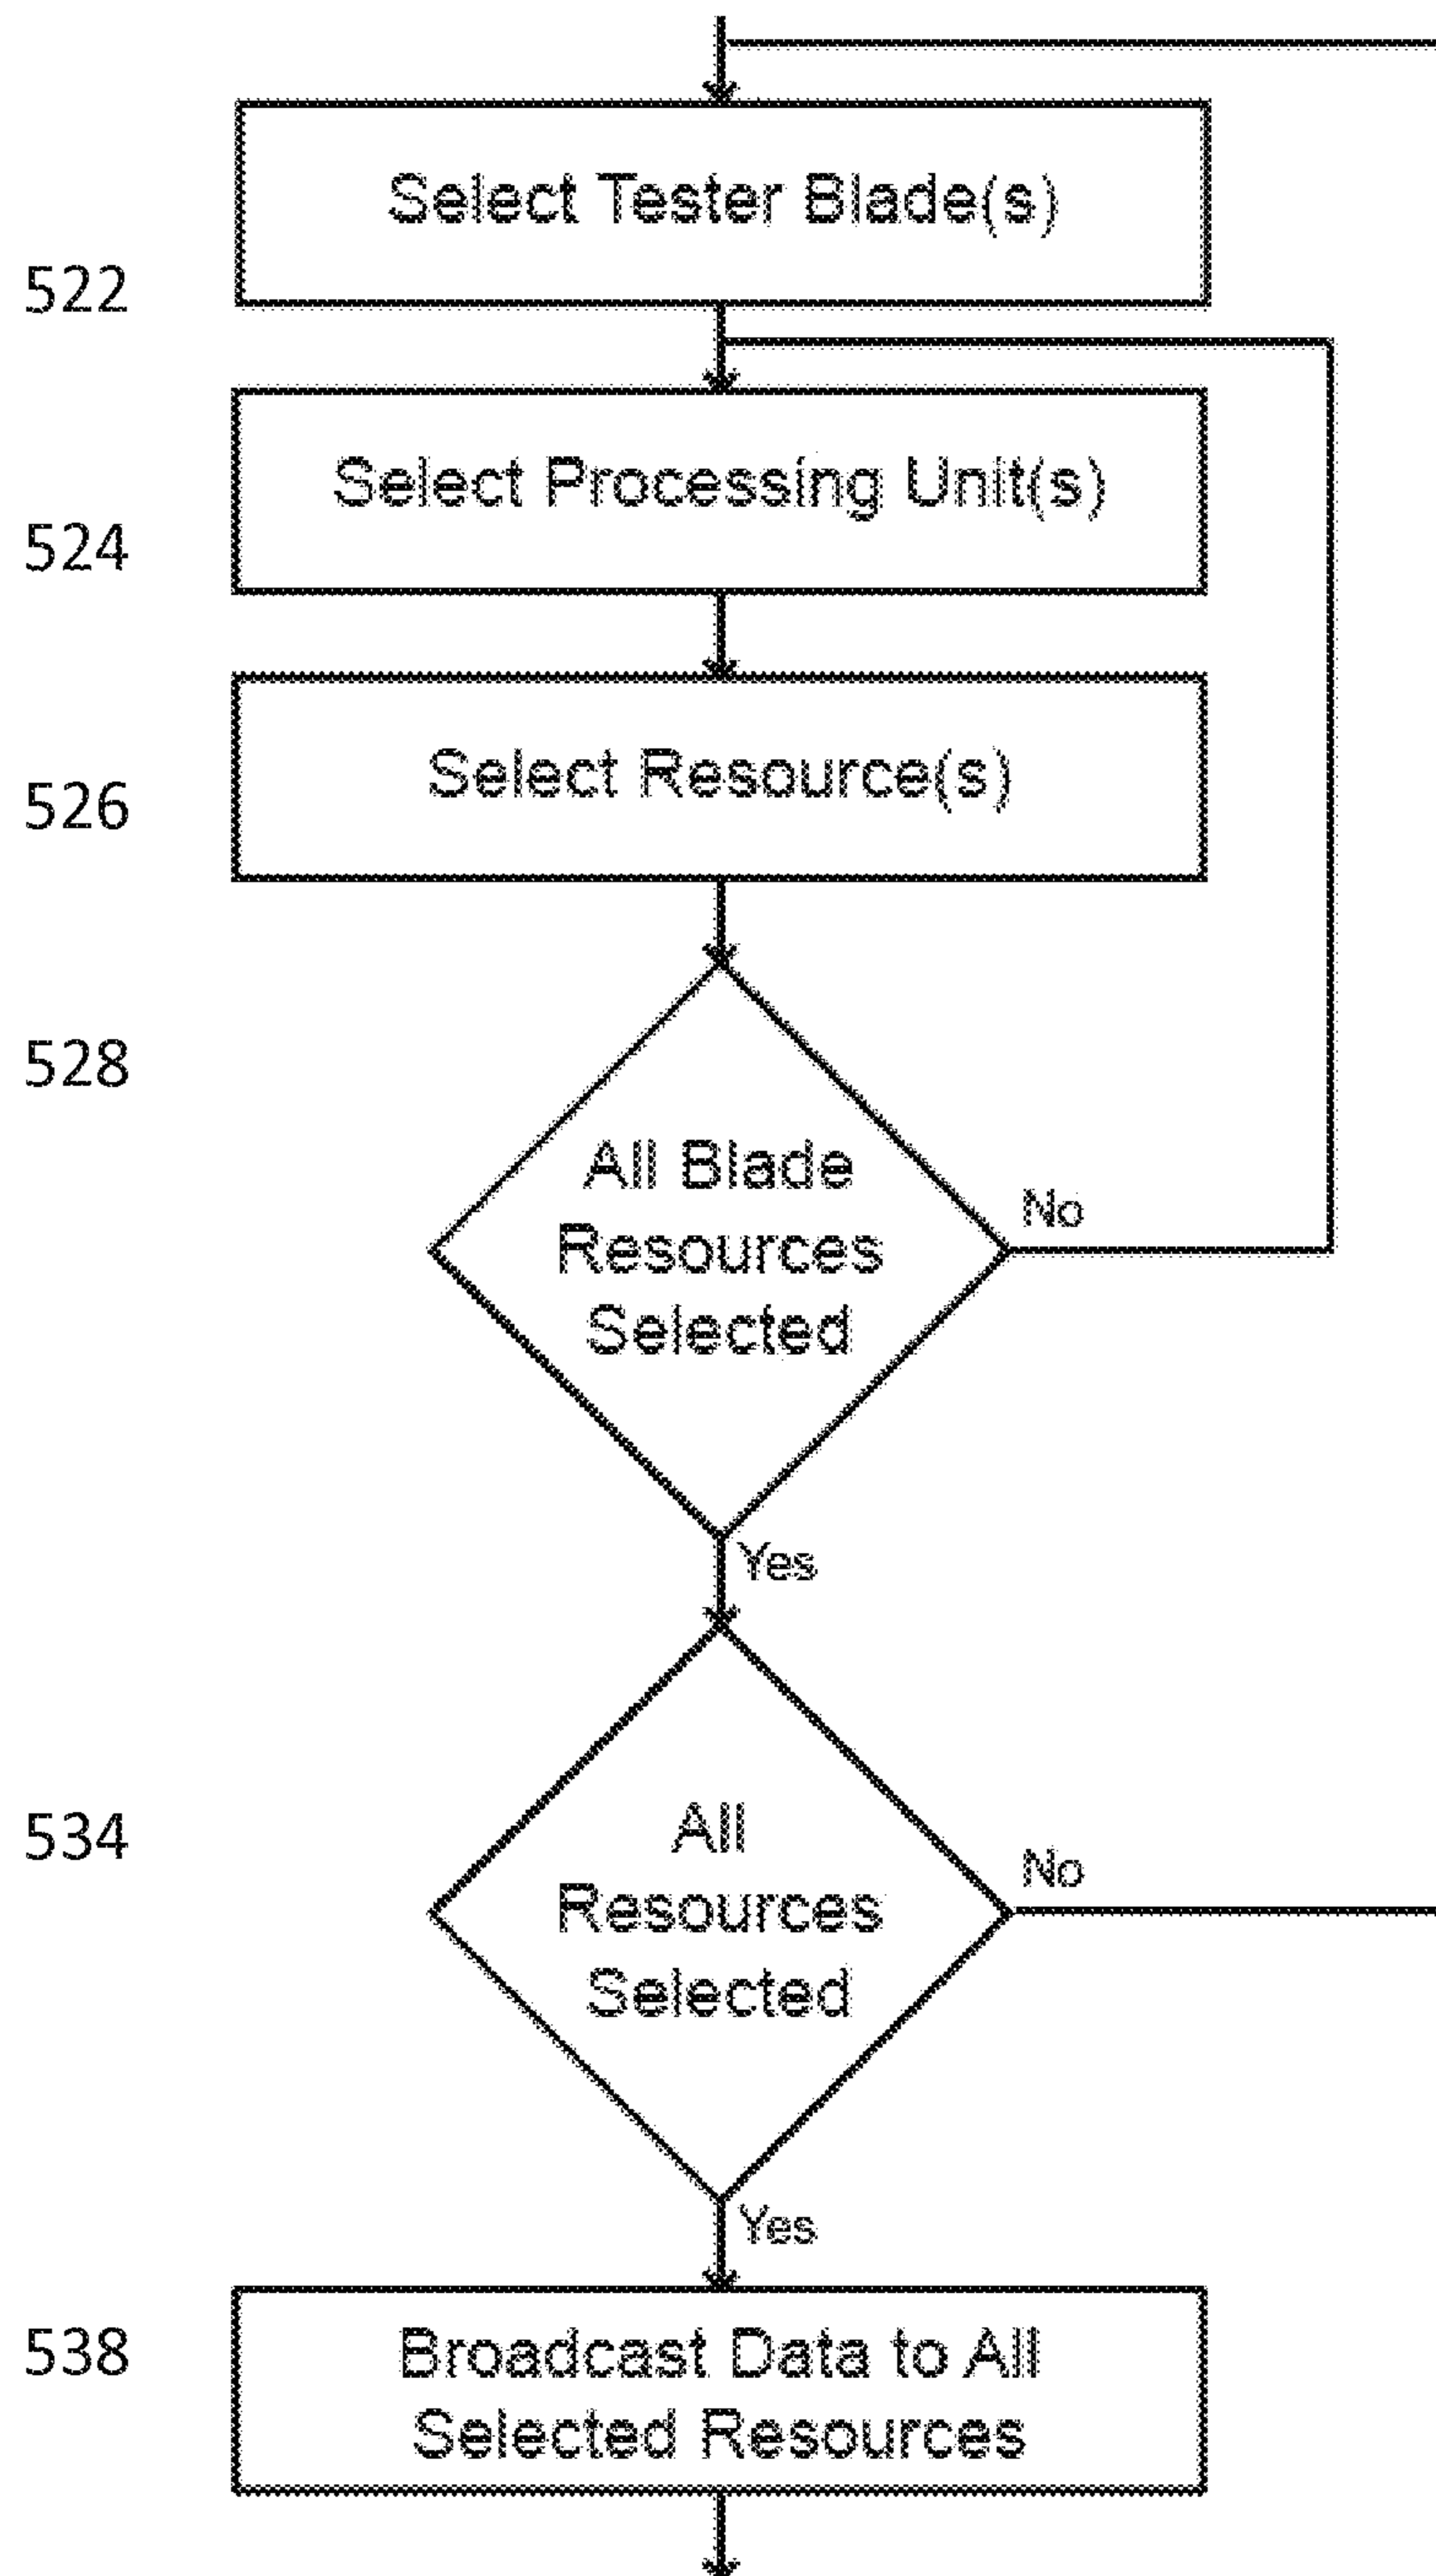 Select Tester Blade(s)
522
Select Processing Unit(s)
524
Select Resource(s)
526
528
All Blade
Resources
Selected
No
Yes
534
All
Resources
Selected
No
Yes
538
Broadcast Data to All
Selected Resources